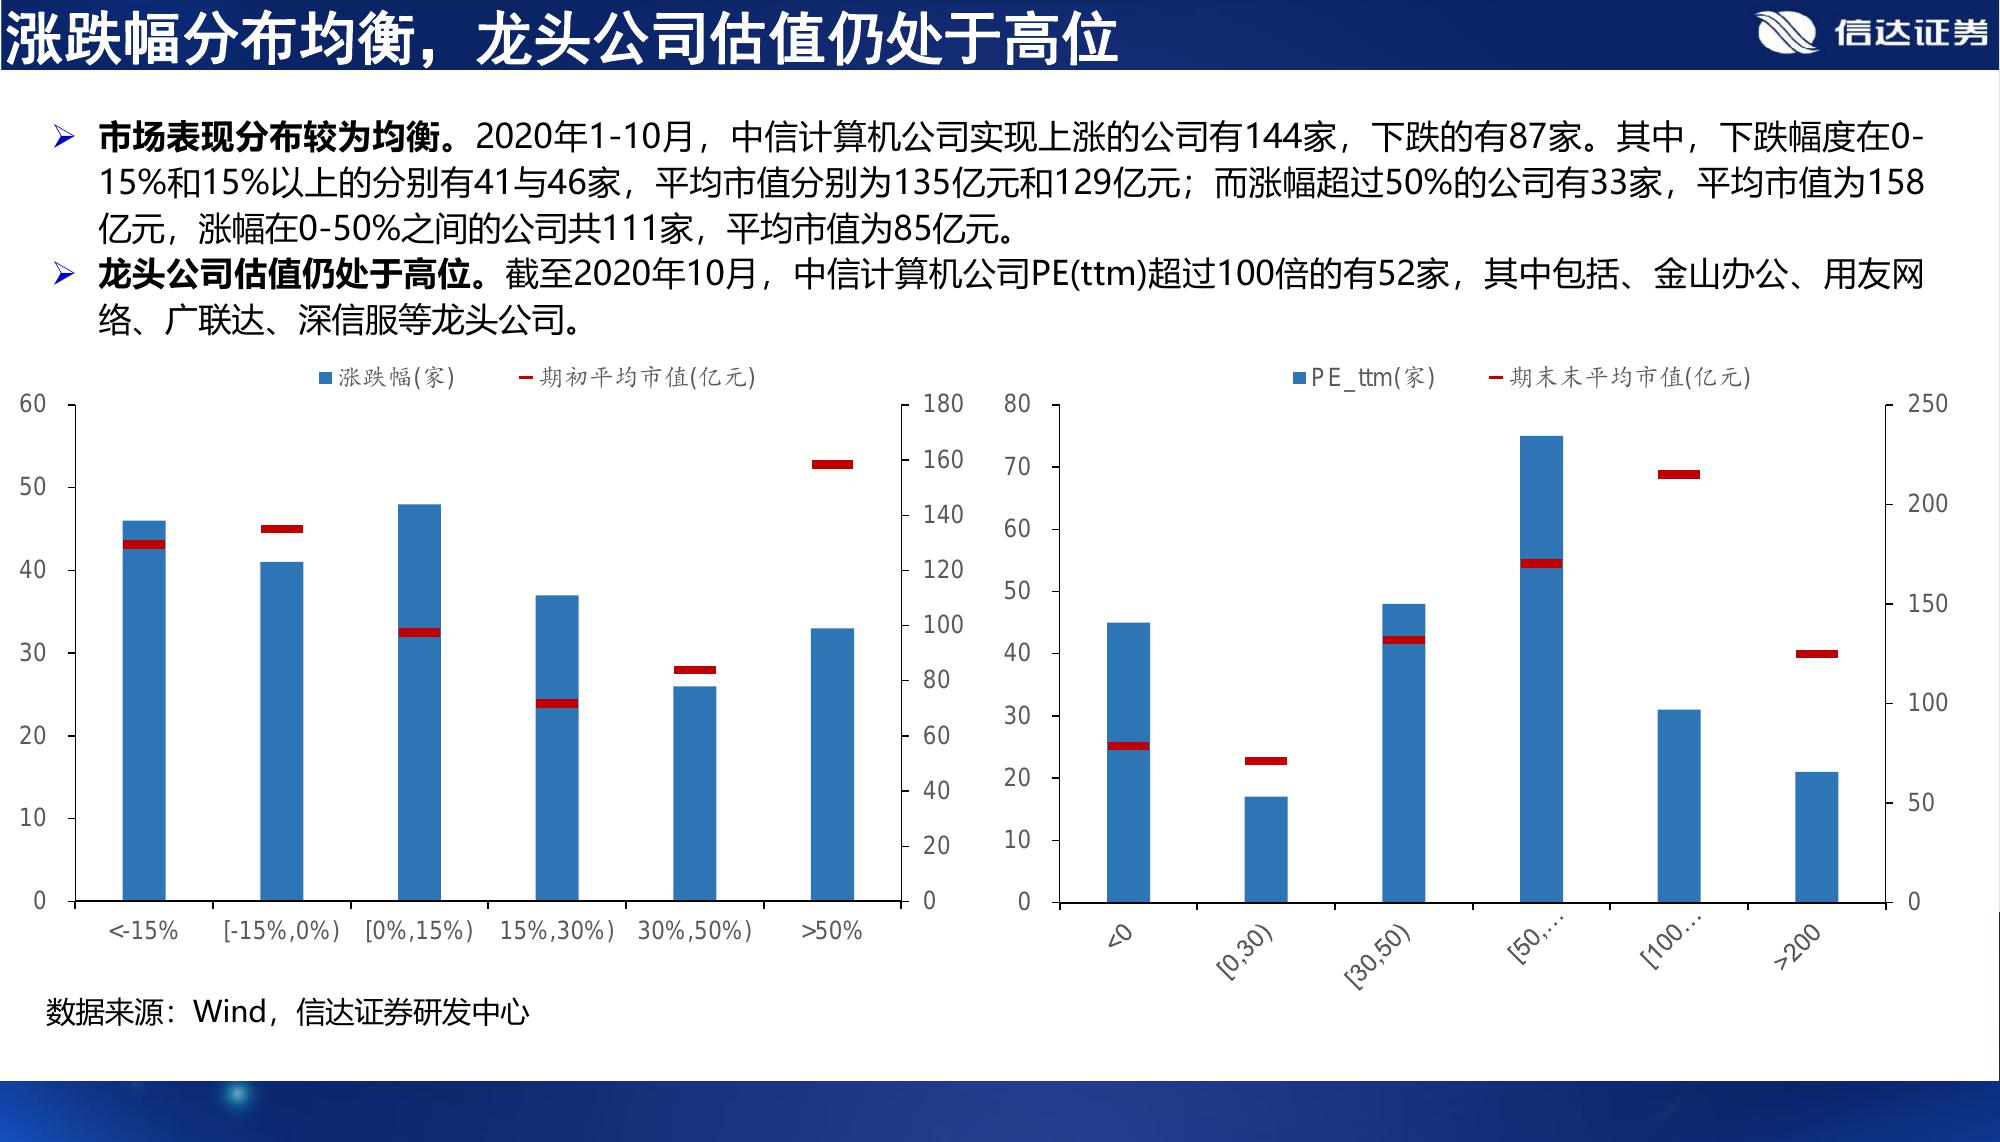 涨跌幅分布均衡，龙头公司估值仍处于高位
信达证券
➢ 市场表现分布较为均衡。2020年1-10月，中信计算机公司实现上涨的公司有144家，下跌的有87家。其中，下跌幅度在0-
15%和15%以上的分别有41与46家，平均市值分别为135亿元和129亿元；而涨幅超过50%的公司有33家，平均市值为158
亿元，涨幅在0-50%之间的公司共111家，平均市值为85亿元。
➢ 龙头公司估值仍处于高位。截至2020年10月，中信计算机公司PE(ttm)超过100倍的有52家，其中包括、金山办公、用友网
络、广联达、深信服等龙头公司。
涨跌幅(家) 期初平均市值(亿元)
60
50
40
30
20
10
0
180
160
140
120
100
80
60
40
20
0
<-15% [-15%,0%) [0%,15%) 15%,30%) 30%,50%) >50%
PE_ttm(家) 期末末平均市值(亿元)
80
70
60
50
40
30
20
10
0
250
200
150
100
50
0
<0 [0,30) [30,50) [50,... [100... >200
数据来源：Wind，信达证券研发中心